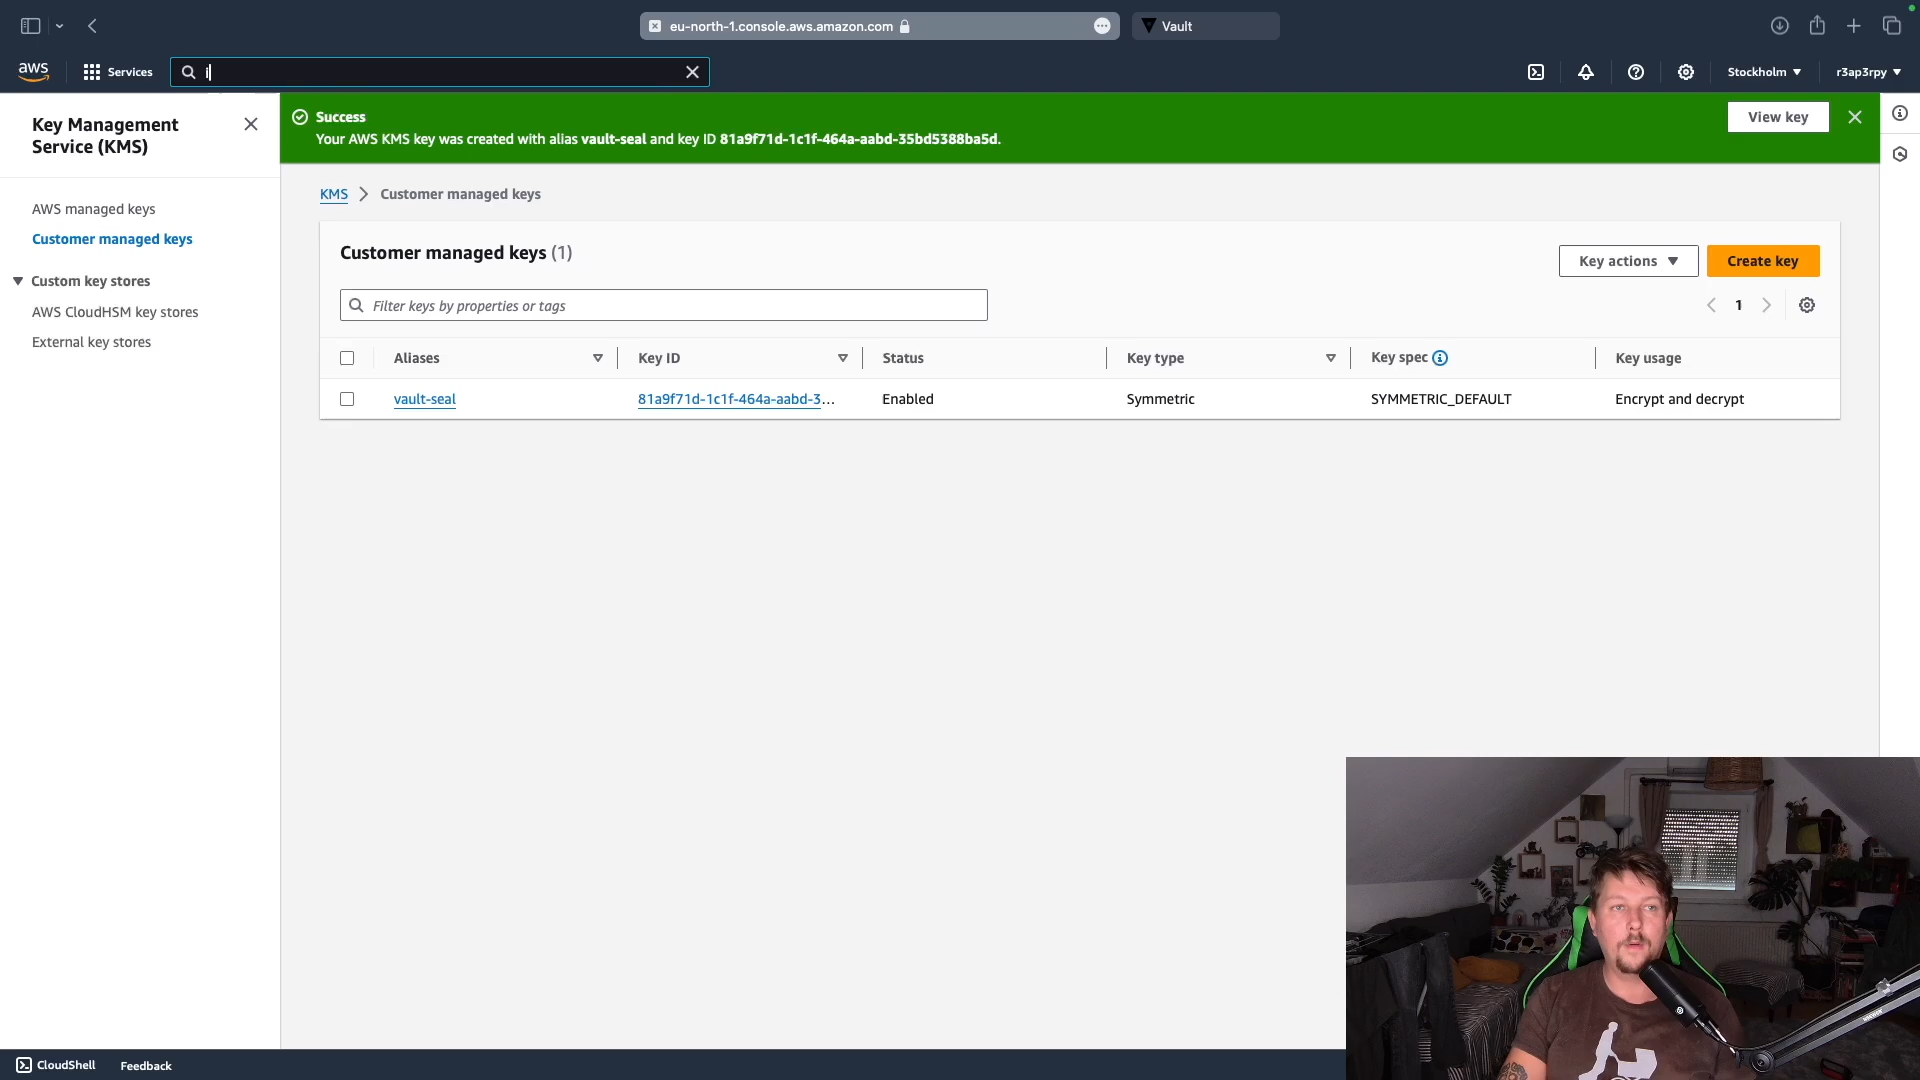 eu-north-1.console.aws.amazon.com
Vault
aws
Services
i
Stockholm
r3ap3rpy
Key Management
Service (KMS)
AWS managed keys
Customer managed keys
Custom key stores
AWS CloudHSM key stores
External key stores
Success
Your AWS KMS key was created with alias vault-seal and key ID 81a9f71d-1c1f-464a-aabd-35bd5388ba5d.
View key
KMS
Customer managed keys
Customer managed keys (1)
Key actions
Create key
Filter keys by properties or tags
1
Aliases
Key ID
Status
Key type
Key spec
Key usage
vault-seal
81a9f71d-1c1f-464a-aabd-3...
Enabled
Symmetric
SYMMETRIC_DEFAULT
Encrypt and decrypt
CloudShell
Feedback